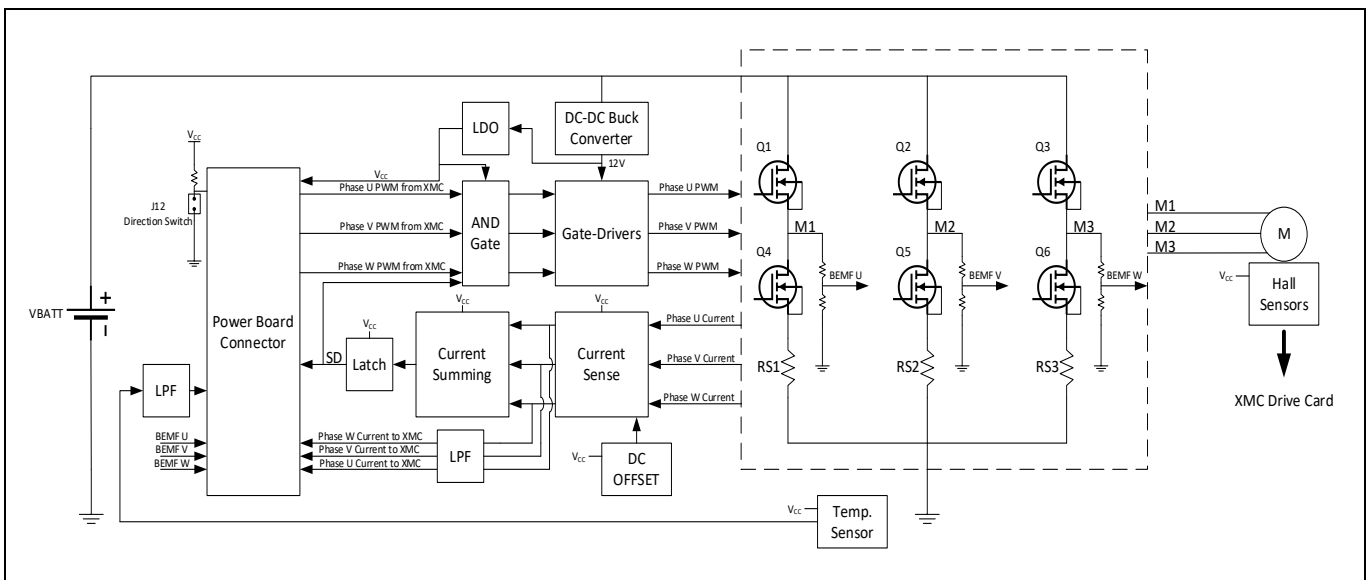 VBATT
+
-
VCC
J12
Direction Switch
Power Board
Connector
LPF
BEMF U
BEMF V
BEMF W
VCC
LDO
DC-DC Buck
Converter
12V
Phase U PWM from XMC
Phase V PWM from XMC
Phase W PWM from XMC
AND
Gate
Gate-Drivers
Phase U PWM
Phase V PWM
Phase W PWM
SD
VCC
Latch
VCC
Current
Summing
VCC
Current
Sense
Phase U Current
Phase V Current
Phase W Current
Phase W Current to XMC
Phase V Current to XMC
Phase U Current to XMC
LPF
VCC
DC
OFFSET
VCC
Temp.
Sensor
Q1
Q2
Q3
M1
M2
M3
Q4
Q5
Q6
BEMF U
BEMF V
BEMF W
RS1
RS2
RS3
M1
M2
M3
M
VCC
Hall
Sensors
XMC Drive Card